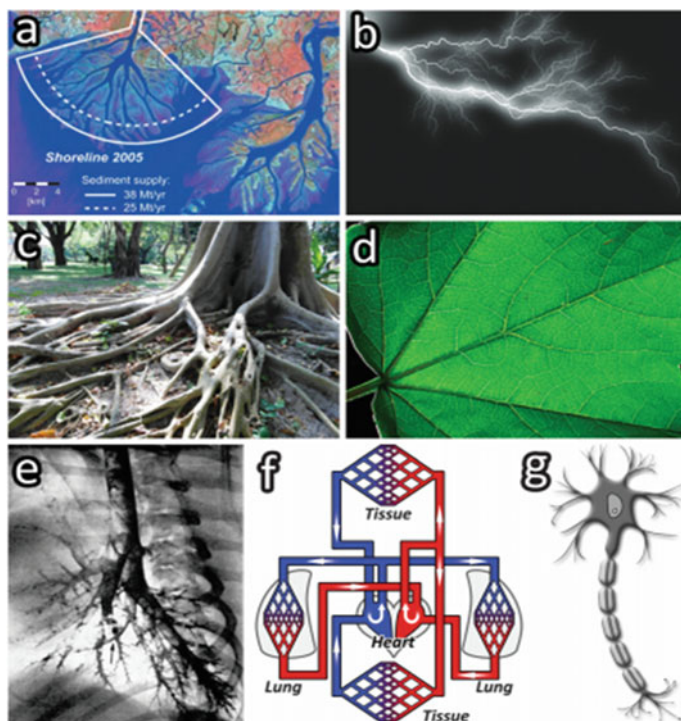 a
b
Shoreline 2005
0 2 4
[km]
Sediment supply:
38 Mt/yr
25 Mt/yr
c
d
e
f
g
Tissue
Heart
Lung
Lung
Tissue